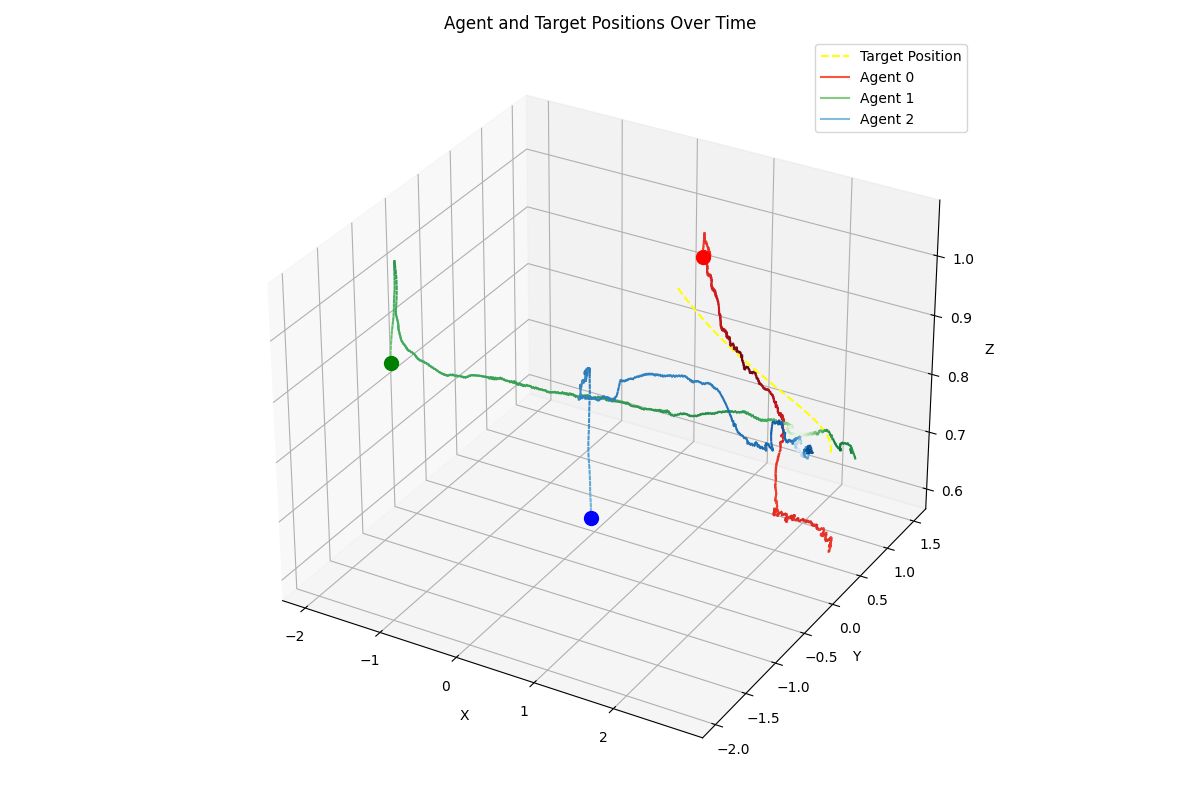 Agent and Target Positions Over Time
Target Position
Agent 0
Agent 1
Agent 2
1.0
0.9
Z
0.8
0.7
0.6
1.5
1.0
0.5
0.0
−0.5
Y
−1.0
−1.5
−2.0
−2
−1
0
X
1
2